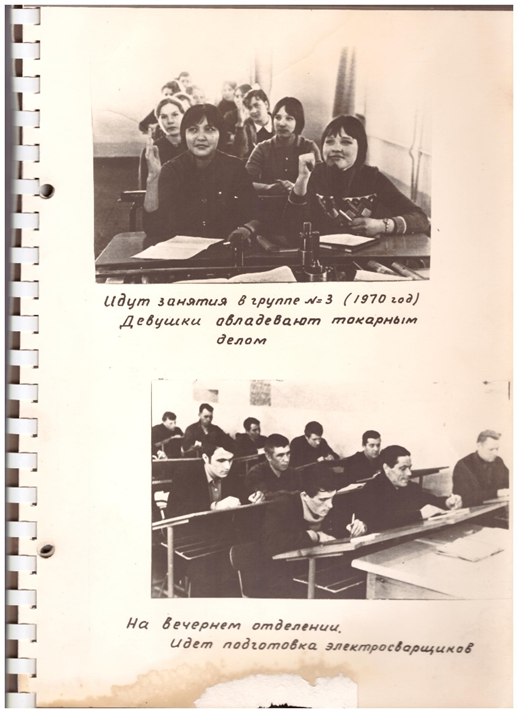 Идут занятия в группе №3 (1970 год)
Девушки овладевают токарным
делом
На вечернем отделении.
Идет подготовка электросварщиков